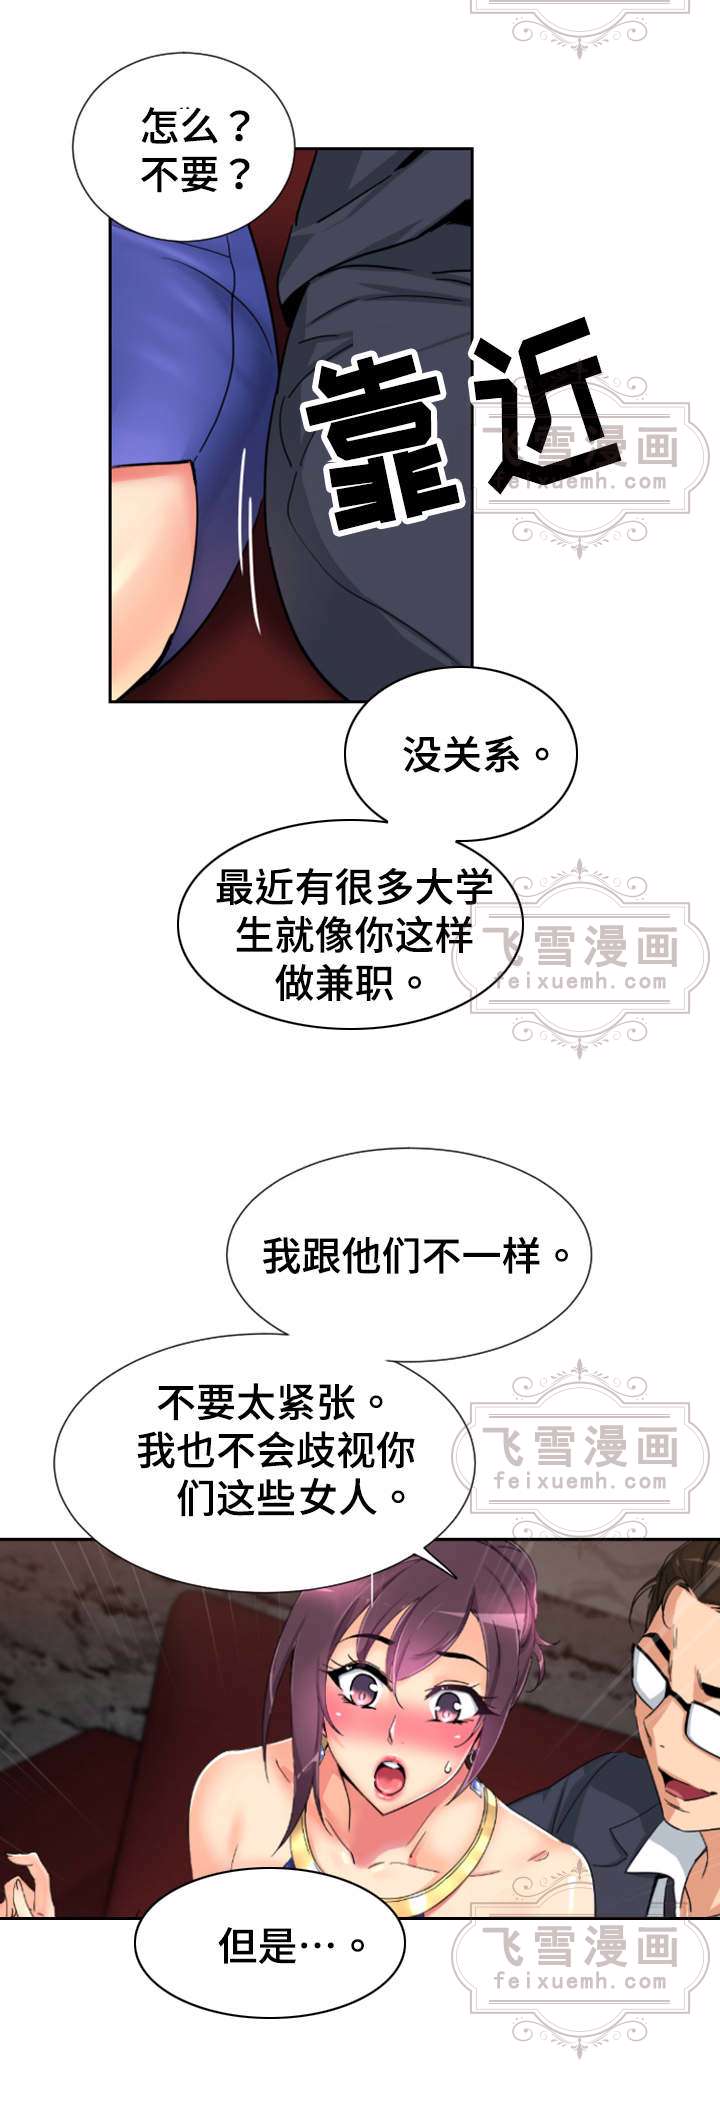 怎么？
不要？
靠近
飞雪漫画
feixuemh.com
没关系。
最近有很多大学
生就像你这样
做兼职。
飞雪漫画
feixuemh.com
我跟他们不一样。
不要太紧张。
我也不会歧视你
们这些女人。
飞雪漫画
feixuemh.com
但是…。
飞雪漫画
feixuemh.com